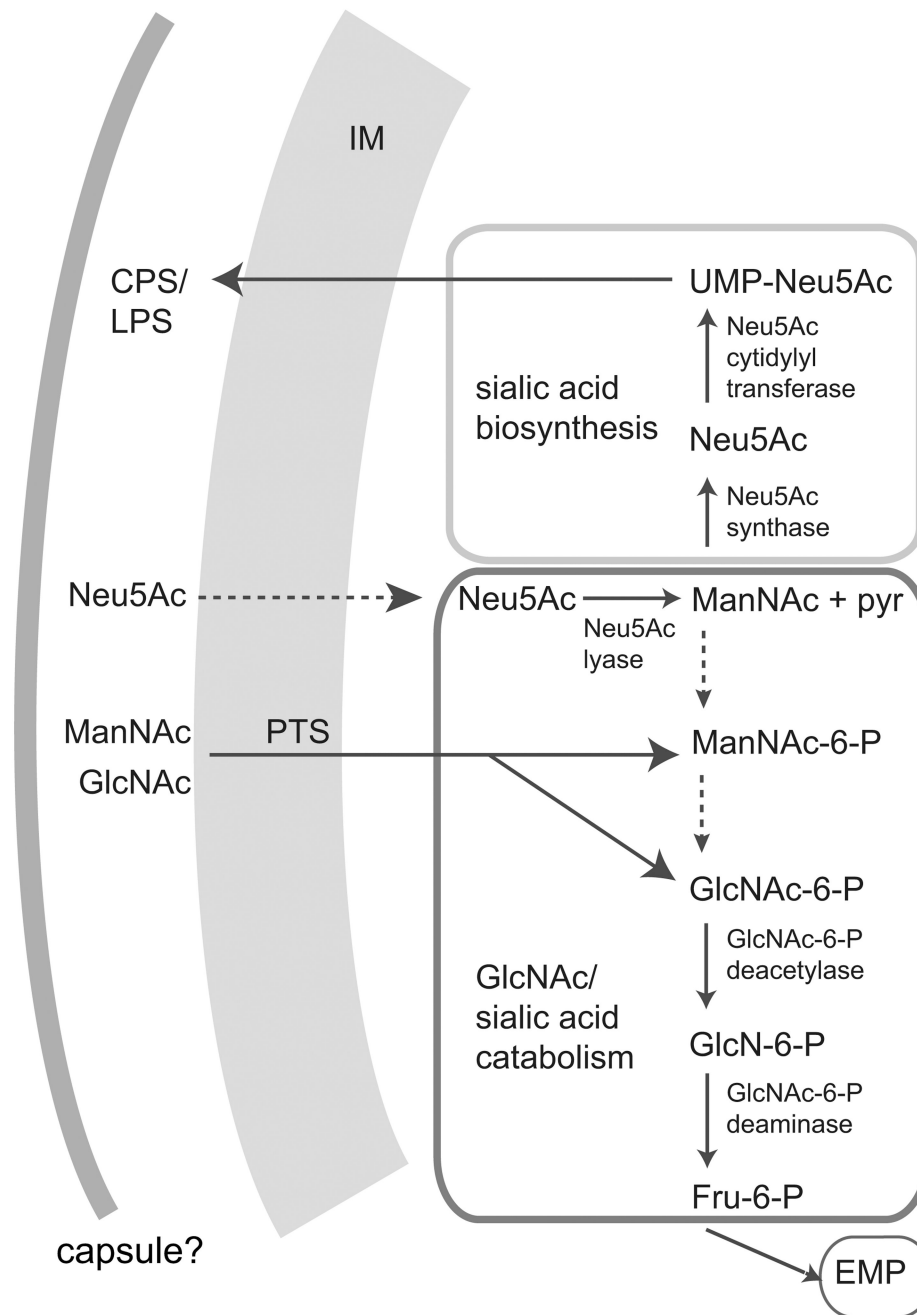 IM
CPS/
LPS
UMP-Neu5Ac
Neu5Ac
cytidylyl
transferase
sialic acid
biosynthesis
Neu5Ac
Neu5Ac
synthase
Neu5Ac
Neu5Ac
ManNAc + pyr
Neu5Ac
lyase
ManNAc
GlcNAc
PTS
ManNAc-6-P
GlcNAc-6-P
GlcNAc-6-P
deacetylase
GlcNAc/
sialic acid
catabolism
GlcN-6-P
GlcNAc-6-P
deaminase
Fru-6-P
capsule?
EMP